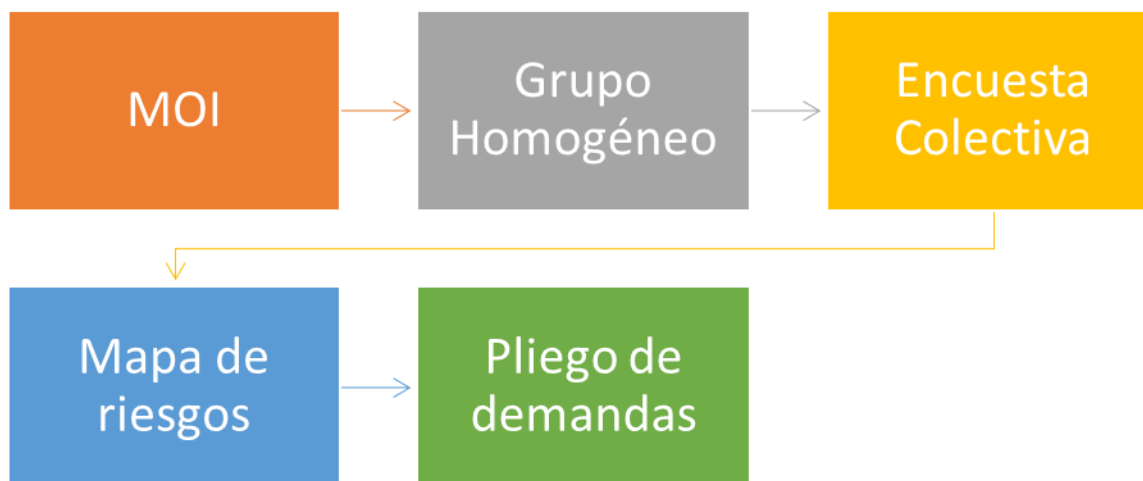 MOI
Grupo
Homogéneo
Encuesta
Colectiva
Mapa de
riesgos
Pliego de
demandas